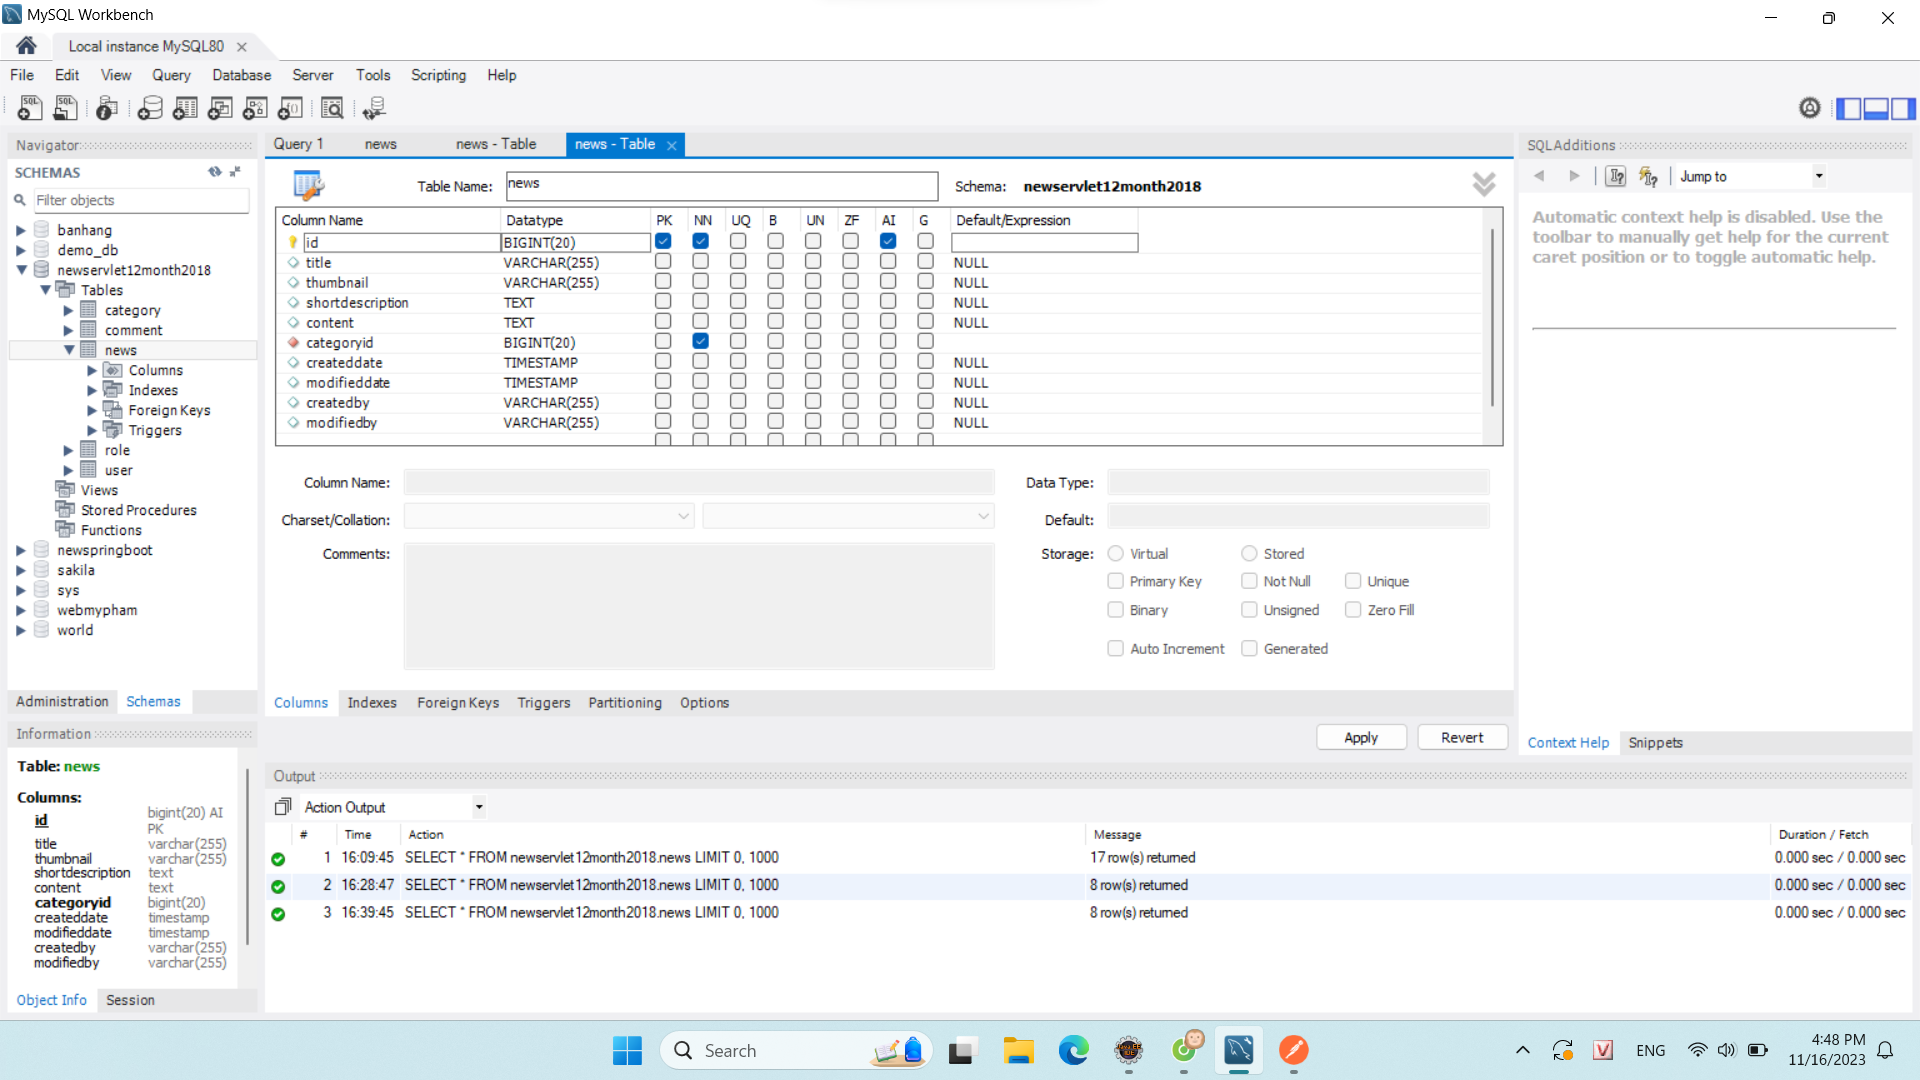 MySQL Workbench
Local instance MySQL80
File Edit View Query Database Server Tools Scripting Help
Navigator
SCHEMAS
Filter objects
banhang
demo_db
newservlet12month2018
Tables
category
comment
news
Columns
Indexes
Foreign Keys
Triggers
role
user
Views
Stored Procedures
Functions
newspringboot
sakila
sys
webmypham
world
Administration Schemas
Information
Table: news
Columns:
id bigint(20) AI PK
title varchar(255)
thumbnail varchar(255)
shortdescription text
content text
categoryid bigint(20)
createddate timestamp
modifieddate timestamp
createdby varchar(255)
modifiedby varchar(255)
Object Info Session
Query 1 news news - Table news - Table
Table Name: news Schema: newservlet12month2018
Column Name Datatype PK NN UQ B UN ZF AI G Default/Expression
id BIGINT(20)
title VARCHAR(255) NULL
thumbnail VARCHAR(255) NULL
shortdescription TEXT NULL
content TEXT NULL
categoryid BIGINT(20)
createddate TIMESTAMP NULL
modifieddate TIMESTAMP NULL
createdby VARCHAR(255) NULL
modifiedby VARCHAR(255) NULL
Column Name: Data Type:
Charset/Collation: Default:
Comments: Storage: Virtual Stored
Primary Key Not Null Unique
Binary Unsigned Zero Fill
Auto Increment Generated
Columns Indexes Foreign Keys Triggers Partitioning Options
Apply Revert
Output
Action Output
# Time Action Message Duration / Fetch
1 16:09:45 SELECT * FROM newservlet12month2018.news LIMIT 0, 1000 17 row(s) returned 0.000 sec / 0.000 sec
2 16:28:47 SELECT * FROM newservlet12month2018.news LIMIT 0, 1000 8 row(s) returned 0.000 sec / 0.000 sec
3 16:39:45 SELECT * FROM newservlet12month2018.news LIMIT 0, 1000 8 row(s) returned 0.000 sec / 0.000 sec
SQLAdditions
Jump to
Automatic context help is disabled. Use the
toolbar to manually get help for the current
caret position or to toggle automatic help.
Context Help Snippets
Search
ENG
4:48 PM
11/16/2023